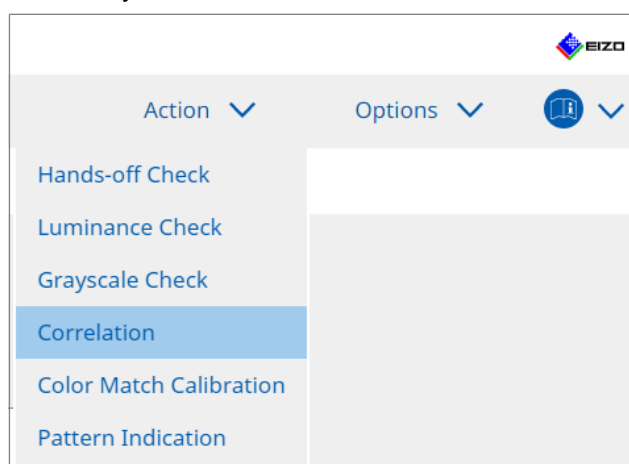 EIZO
Action
Options
Hands-off Check
Luminance Check
Grayscale Check
Correlation
Color Match Calibration
Pattern Indication